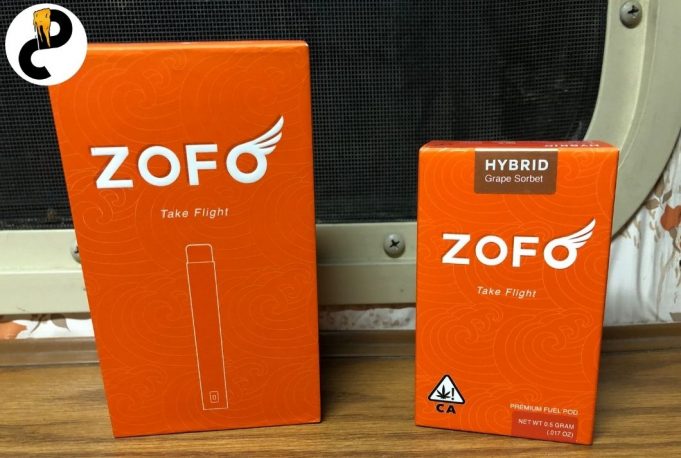 ZOFO
Take Flight
HYBRID
HYBRID
Grape Sorbet
ZOFO
Take Flight
CA
PREMIUM FUEL POD
NET WT 0.5 GRAM
(.017 OZ)